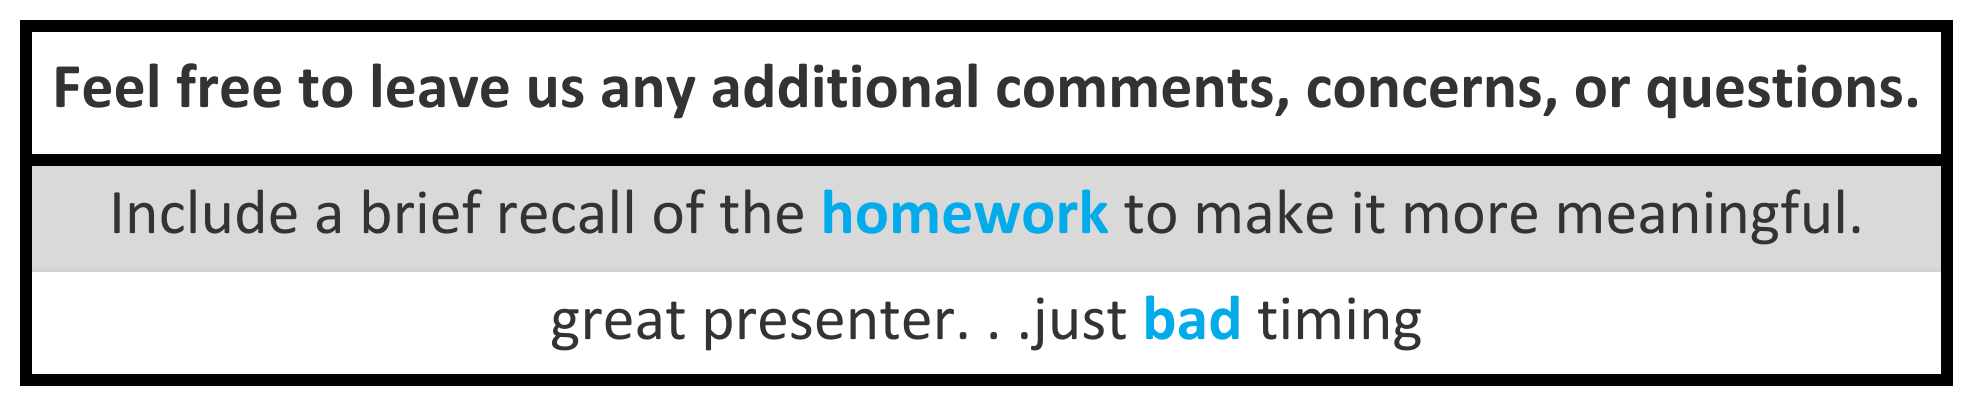 Feel free to leave us any additional comments, concerns, or questions.
Include a brief recall of the homework to make it more meaningful.
great presenter. . .just bad timing